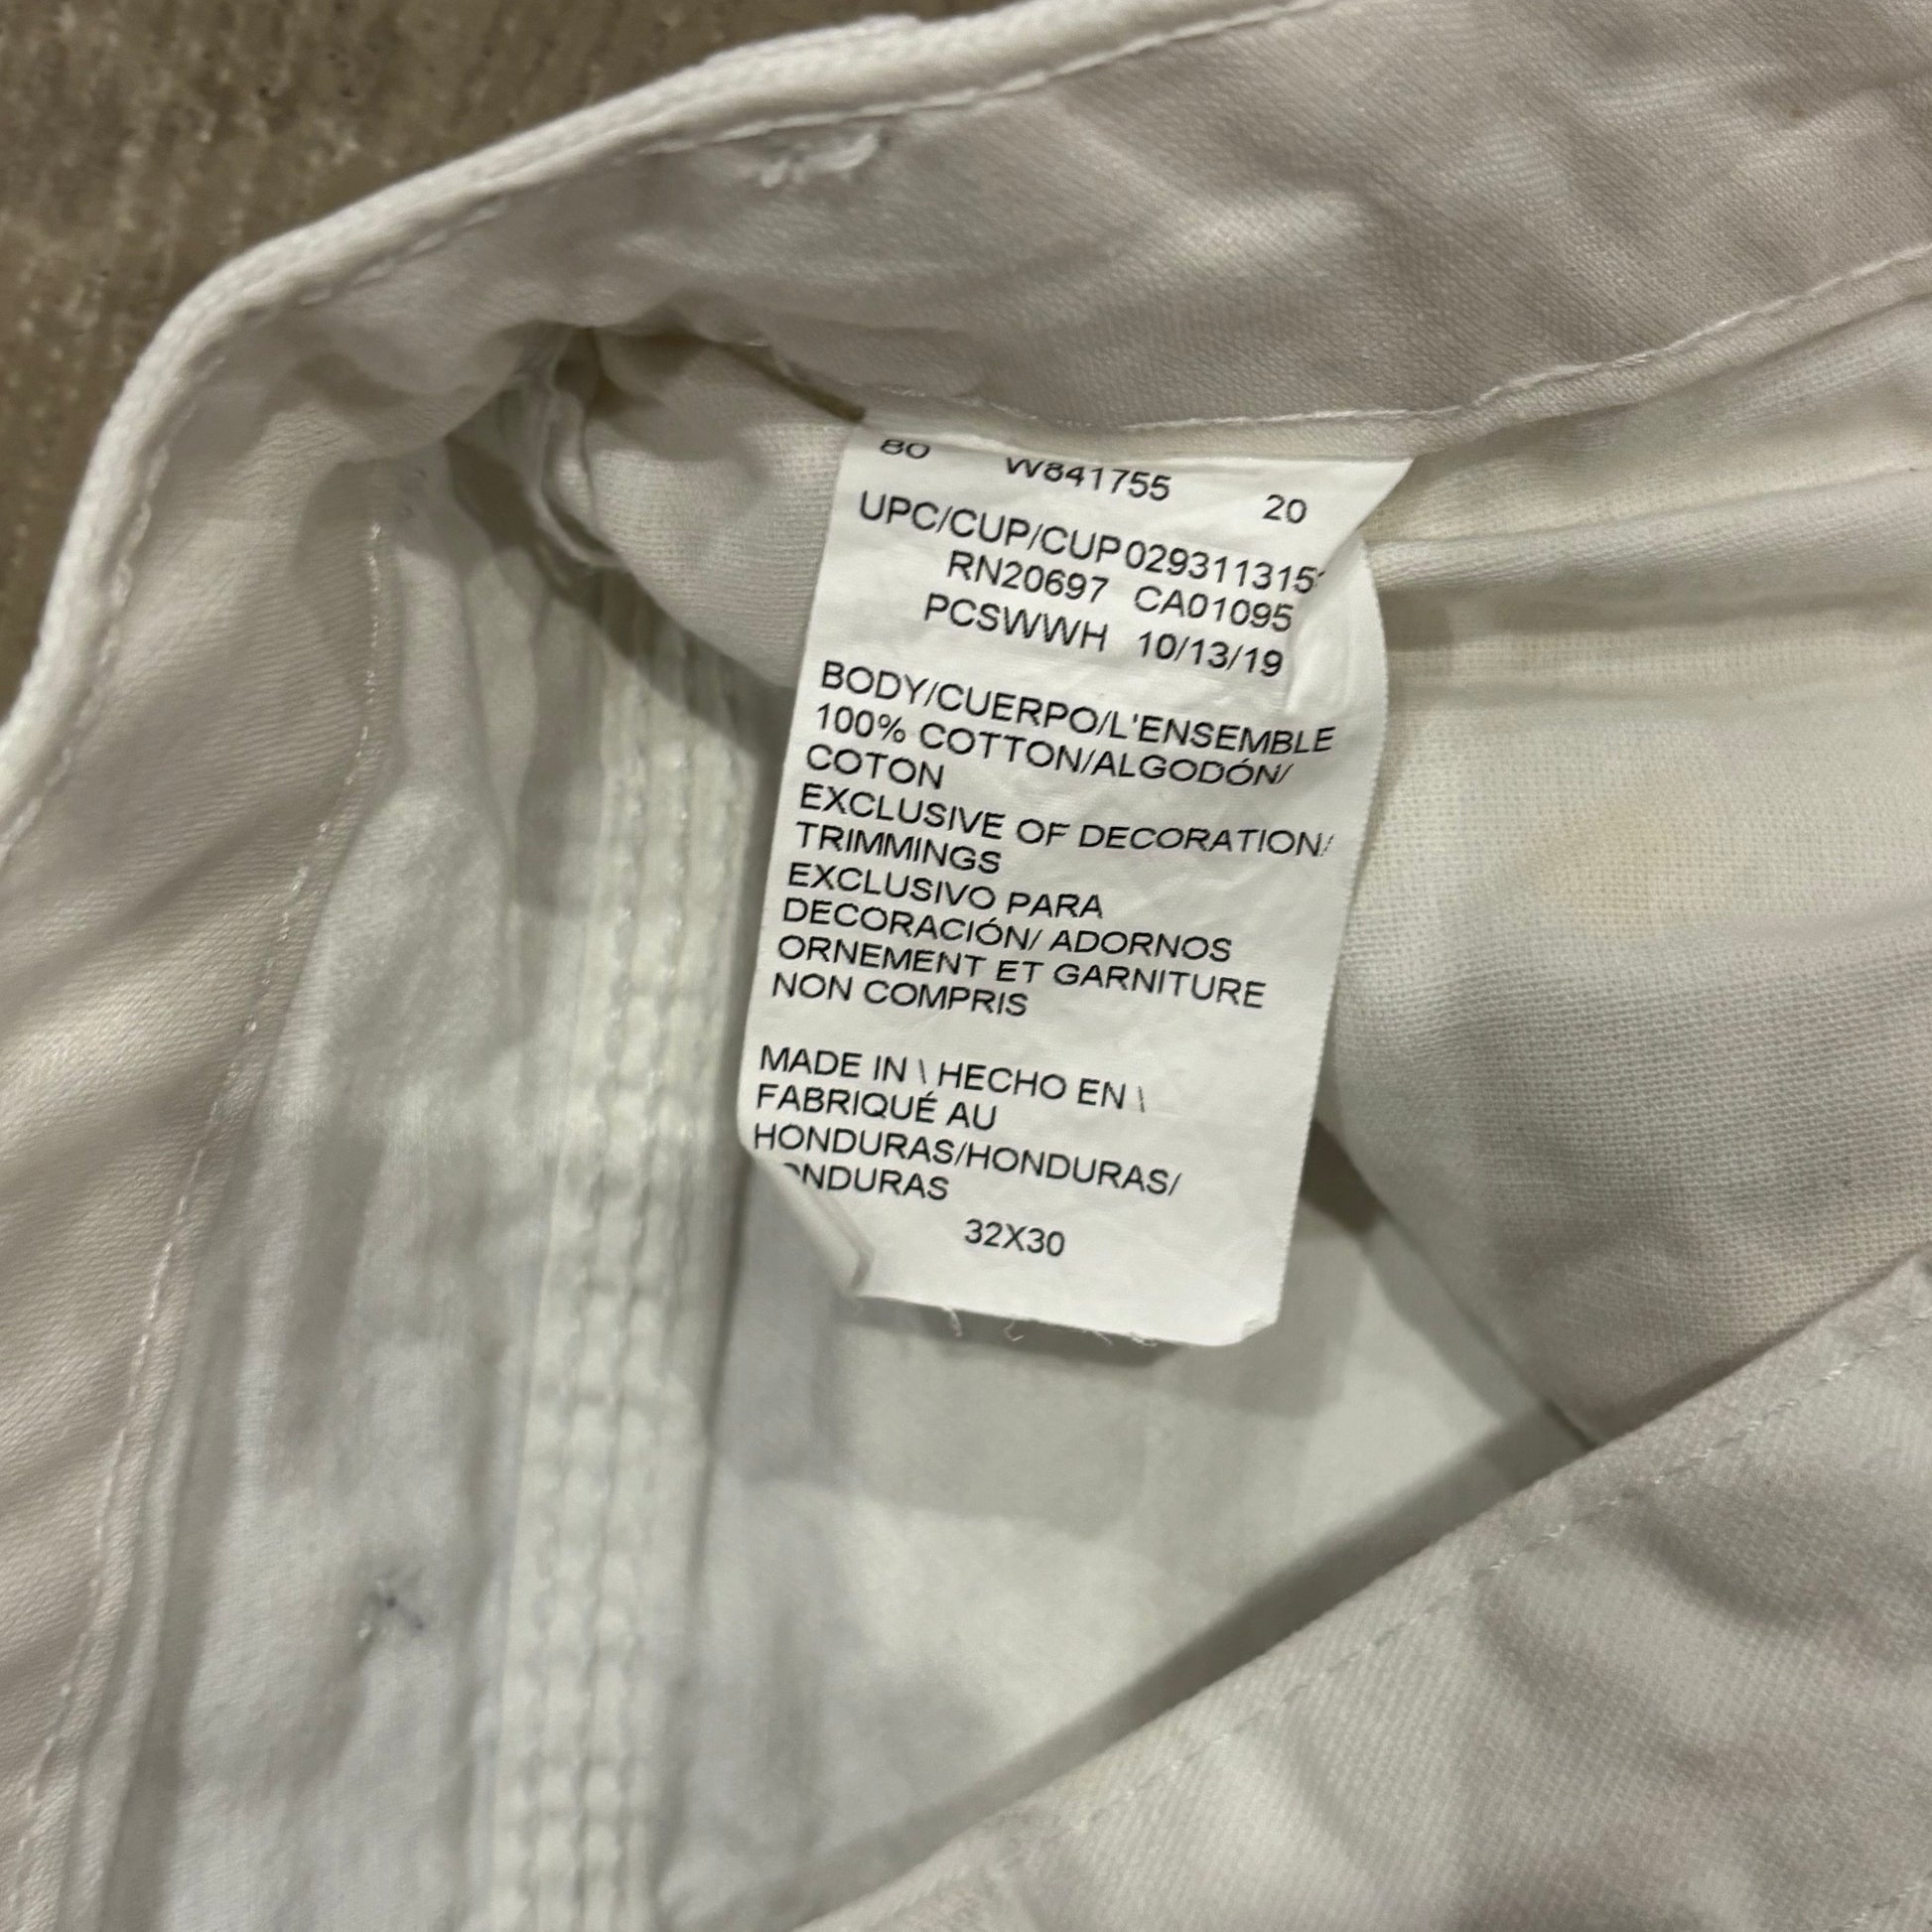 80 W841755 20
UPC/CUP/CUP 029311315
RN20697 CA01095
PCSWWH 10/13/19
BODY/CUERPO/L'ENSEMBLE
100% COTTON/ALGODÓN/
COTON
EXCLUSIVE OF DECORATION/
TRIMMINGS
EXCLUSIVO PARA
DECORACIÓN/ ADORNOS
ORNEMENT ET GARNITURE
NON COMPRIS
MADE IN \ HECHO EN \
FABRIQUÉ AU
HONDURAS/HONDURAS/
ONDURAS
32X30